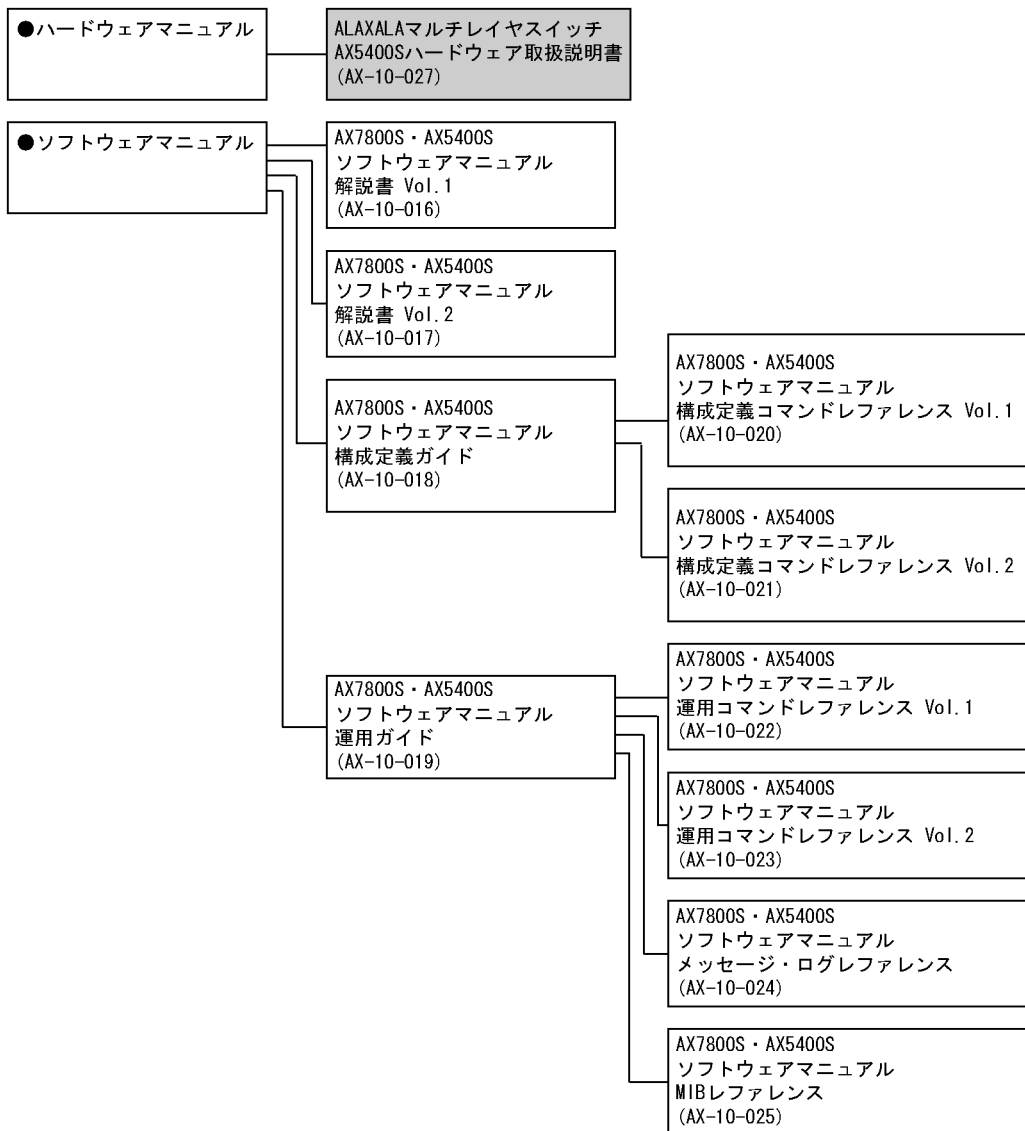 ●ハードウェアマニュアル
ALAXALAマルチレイヤスイッチ
AX5400Sハードウェア取扱説明書
(AX-10-027)
●ソフトウェアマニュアル
AX7800S・AX5400S
ソフトウェアマニュアル
解説書 Vol.1
(AX-10-016)
AX7800S・AX5400S
ソフトウェアマニュアル
解説書 Vol.2
(AX-10-017)
AX7800S・AX5400S
ソフトウェアマニュアル
構成定義ガイド
(AX-10-018)
AX7800S・AX5400S
ソフトウェアマニュアル
構成定義コマンドレファレンス Vol.1
(AX-10-020)
AX7800S・AX5400S
ソフトウェアマニュアル
構成定義コマンドレファレンス Vol.2
(AX-10-021)
AX7800S・AX5400S
ソフトウェアマニュアル
運用ガイド
(AX-10-019)
AX7800S・AX5400S
ソフトウェアマニュアル
運用コマンドレファレンス Vol.1
(AX-10-022)
AX7800S・AX5400S
ソフトウェアマニュアル
運用コマンドレファレンス Vol.2
(AX-10-023)
AX7800S・AX5400S
ソフトウェアマニュアル
メッセージ・ログレファレンス
(AX-10-024)
AX7800S・AX5400S
ソフトウェアマニュアル
MIBレファレンス
(AX-10-025)